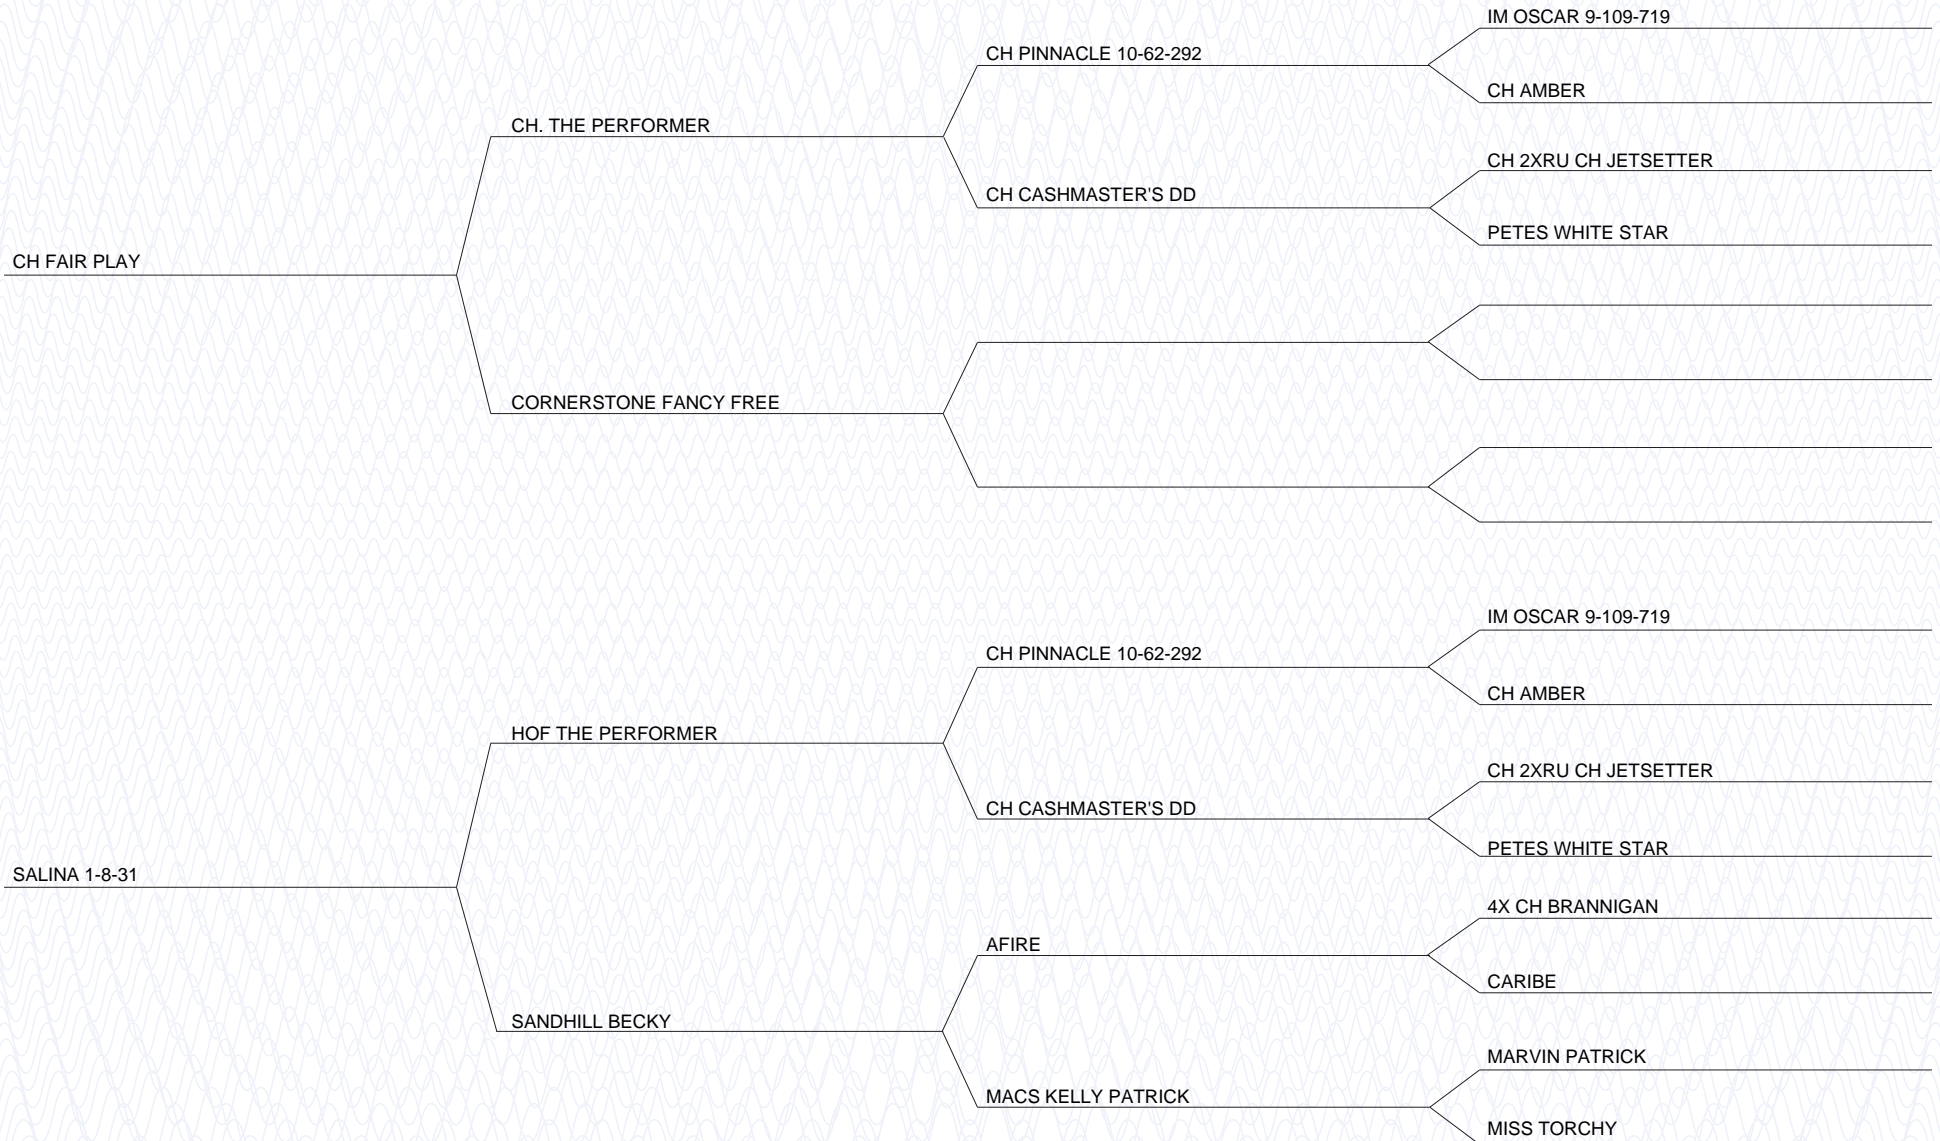 IM OSCAR 9-109-719
CH PINNACLE 10-62-292
CH AMBER
CH. THE PERFORMER
CH 2XRU CH JETSETTER
CH CASHMASTER'S DD
PETES WHITE STAR
CH FAIR PLAY
CORNERSTONE FANCY FREE
IM OSCAR 9-109-719
CH PINNACLE 10-62-292
CH AMBER
HOF THE PERFORMER
CH 2XRU CH JETSETTER
CH CASHMASTER'S DD
PETES WHITE STAR
SALINA 1-8-31
4X CH BRANNIGAN
AFIRE
CARIBE
SANDHILL BECKY
MARVIN PATRICK
MACS KELLY PATRICK
MISS TORCHY